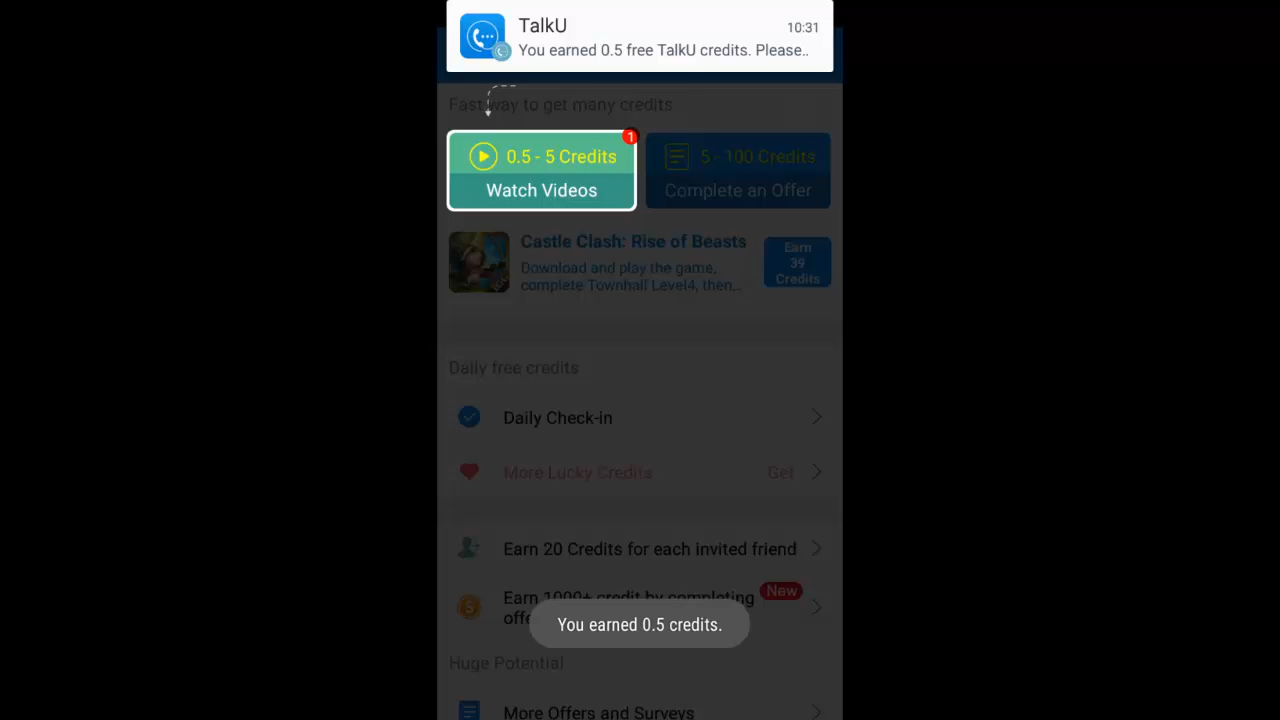 TalkU
10:31
You earned 0.5 free TalkU credits. Please..
Fast way to get many credits
1
0.5 - 5 Credits
Watch Videos
5 - 100 Credits
Complete an Offer
Castle Clash: Rise of Beasts
Download and play the game,
complete Townhall Level4, then...
Earn
39
Credits
Daily free credits
Daily Check-in
More Lucky Credits
Get
Earn 20 Credits for each invited friend
Earn 1000+ credit by completing
New
offe
You earned 0.5 credits.
Huge Potential
More Offers and Surveys